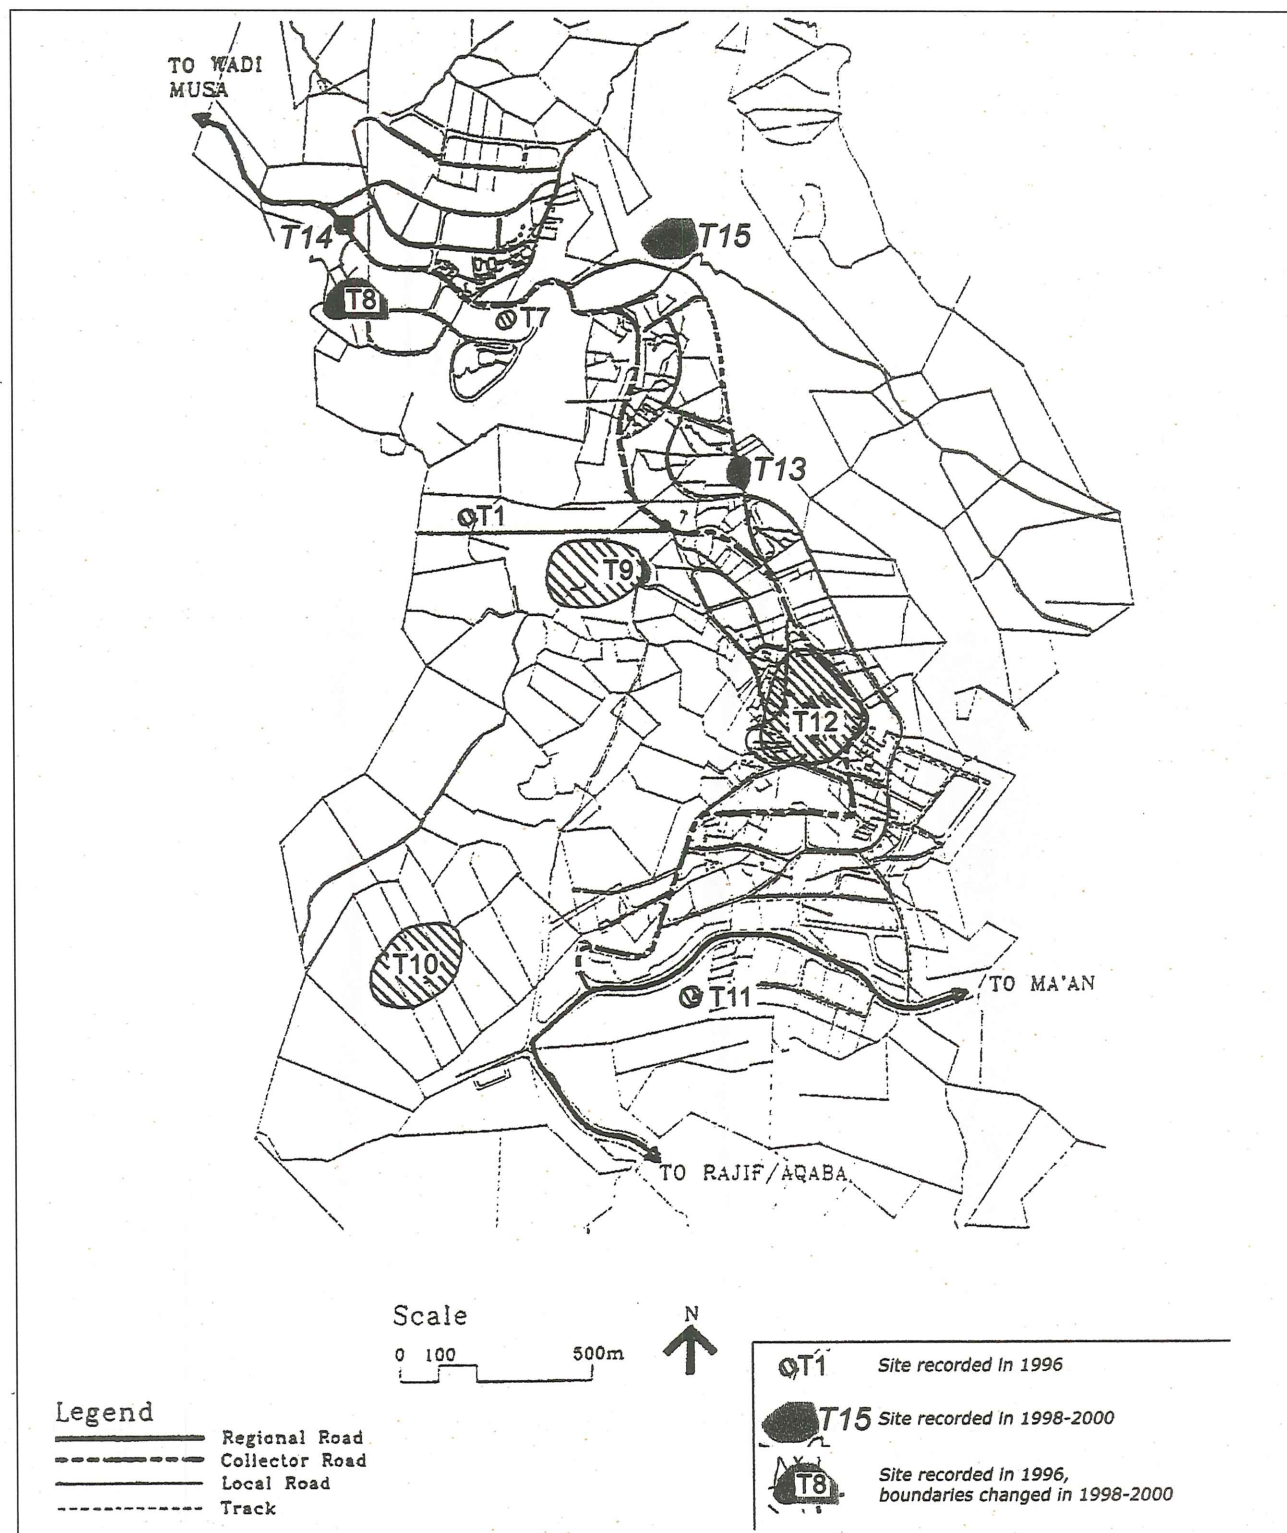 TO WADI
MUSA
T14
T15
T8
T7
T13
T1
T9
T12
T10
T11
TO MA'AN
TO RAJIF/AQABA
Scale
0 100 500m
N
T1 Site recorded in 1996
T15 Site recorded in 1998-2000
T8 Site recorded in 1996,
boundaries changed in 1998-2000
Legend
Regional Road
Collector Road
Local Road
Track